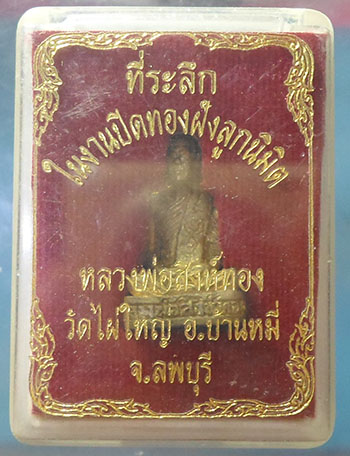 ที่ระลึก
ในงานปิดทองฝังลูกนิมิต
หลวงพ่อสิงห์ทอง
วัดไผ่ใหญ่ อ.บ้านหมี่
จ.ลพบุรี